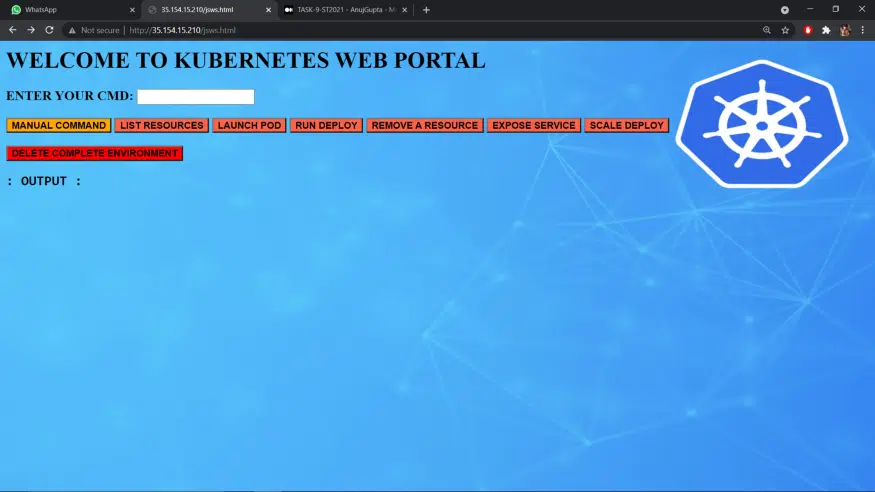 WhatsApp
35.154.15.210/jsws.html
TASK-9-ST2021 - AnujGupta - M
Not secure | http://35.154.15.210/jsws.html
WELCOME TO KUBERNETES WEB PORTAL
ENTER YOUR CMD:
MANUAL COMMAND LIST RESOURCES LAUNCH POD RUN DEPLOY REMOVE A RESOURCE EXPOSE SERVICE SCALE DEPLOY
DELETE COMPLETE ENVIRONMENT
: OUTPUT :